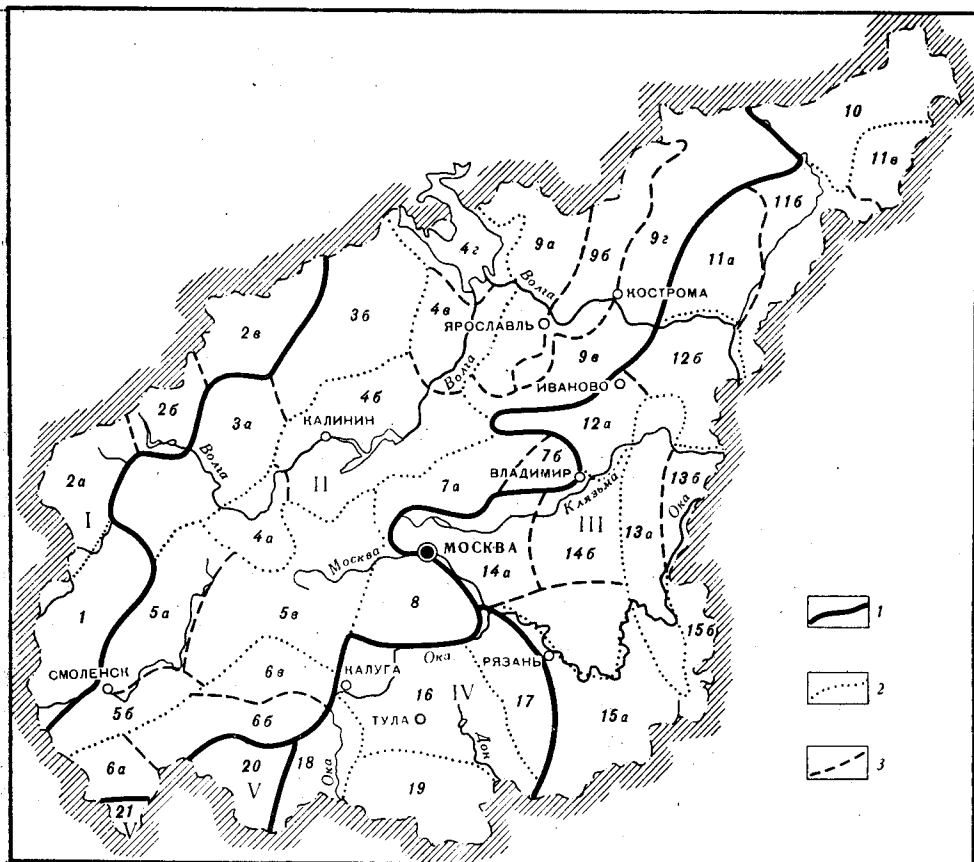 10
11в
11б
9г
9а
9б
11а
4г
Волга
КОСТРОМА
3б
4в
2в
ЯРОСЛАВЛЬ
9в
12б
Волга
ИВАНОВО
4б
2б
3а
КАЛИНИН
12а
7б
Волга
ВЛАДИМИР
2а
II
7а
Клязьма
13б
Ока
I
III
4а
13а
Москва
МОСКВА
14б
14а
1
5а
5в
8
1
15б
СМОЛЕНСК
6в
КАЛУГА
Ока
РЯЗАНЬ
2
5б
16
IV
17
6б
ТУЛА
15а
3
6а
20
18
Ока
Дон
V
19
21
V